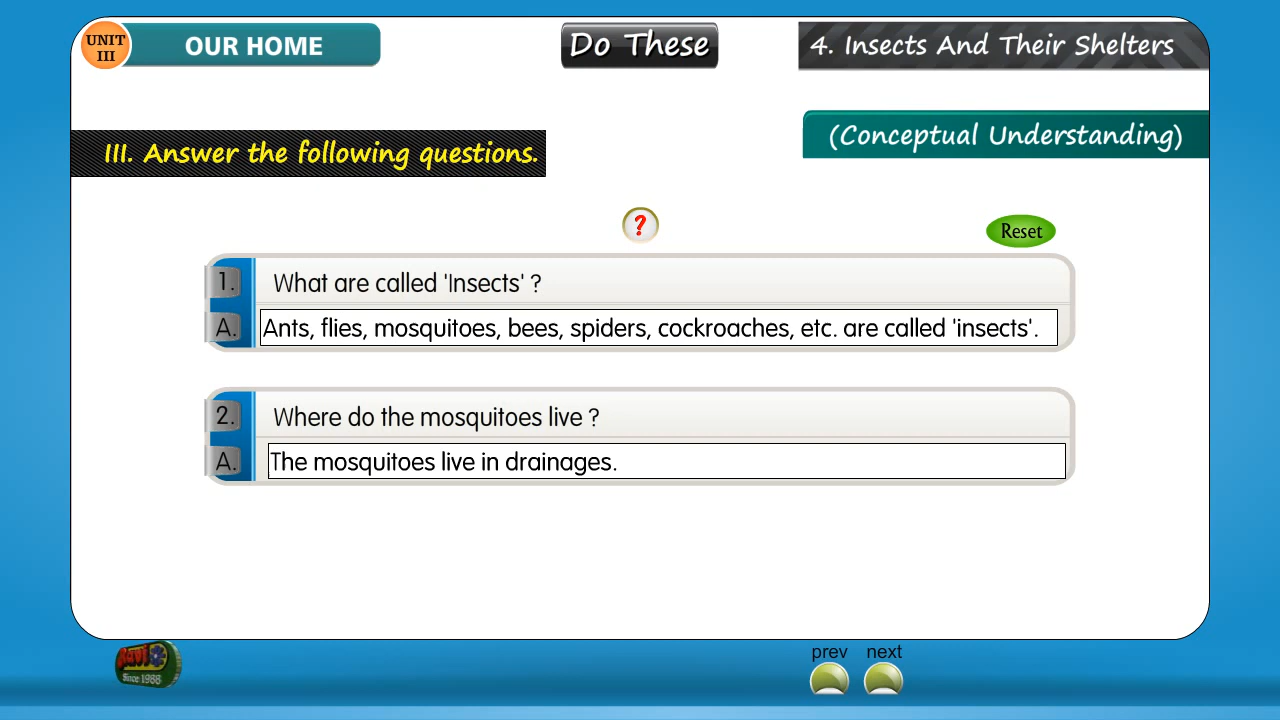 UNIT
III
OUR HOME
Do These
4. Insects And Their Shelters
(Conceptual Understanding)
III. Answer the following questions.
?
Reset
1. What are called 'Insects' ?
A. Ants, flies, mosquitoes, bees, spiders, cockroaches, etc. are called 'insects'.
2. Where do the mosquitoes live ?
A. The mosquitoes live in drainages.
Ravi
Since 1988
prev next